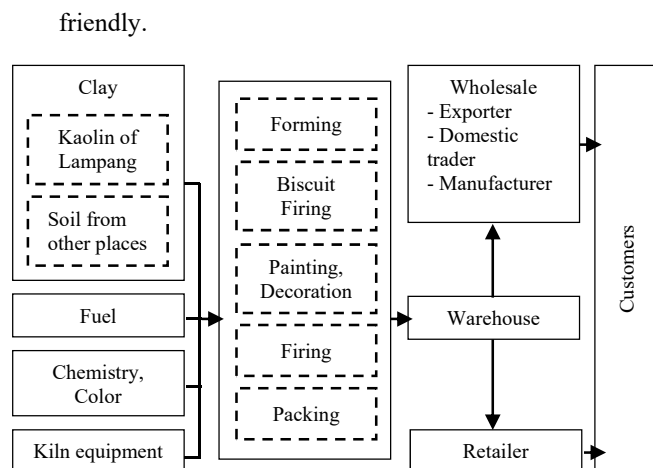 friendly.
Clay
Kaolin of
Lampang
Soil from
other places
Fuel
Chemistry,
Color
Kiln equipment
Forming
Biscuit
Firing
Painting,
Decoration
Firing
Packing
Wholesale
- Exporter
- Domestic
trader
- Manufacturer
Warehouse
Retailer
Customers